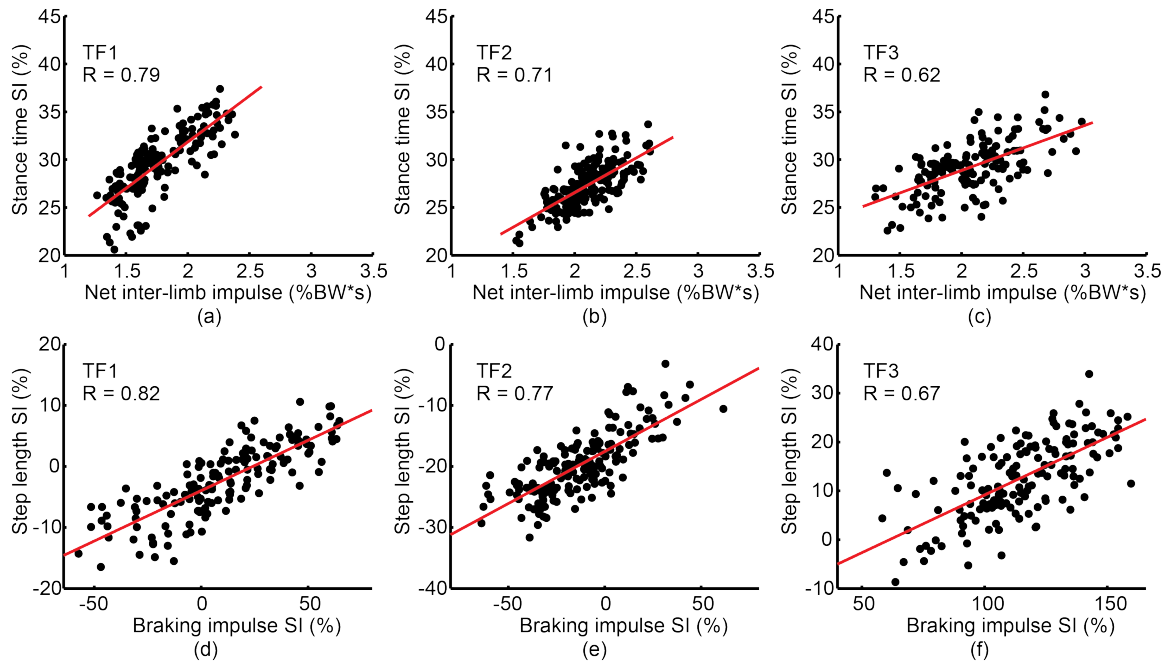 45
40
35
30
25
20
TF1
R = 0.79
Stance time SI (%)
1
1.5
2
2.5
3
3.5
Net inter-limb impulse (%BW*s)
(a)
45
40
35
30
25
20
TF2
R = 0.71
Stance time SI (%)
1
1.5
2
2.5
3
3.5
Net inter-limb impulse (%BW*s)
(b)
45
40
35
30
25
20
TF3
R = 0.62
Stance time SI (%)
1
1.5
2
2.5
3
3.5
Net inter-limb impulse (%BW*s)
(c)
20
10
0
-10
-20
TF1
R = 0.82
Step length SI (%)
-50
0
50
Braking impulse SI (%)
(d)
0
-10
-20
-30
-40
TF2
R = 0.77
Step length SI (%)
-50
0
50
Braking impulse SI (%)
(e)
40
30
20
10
0
-10
TF3
R = 0.67
Step length SI (%)
50
100
150
Braking impulse SI (%)
(f)